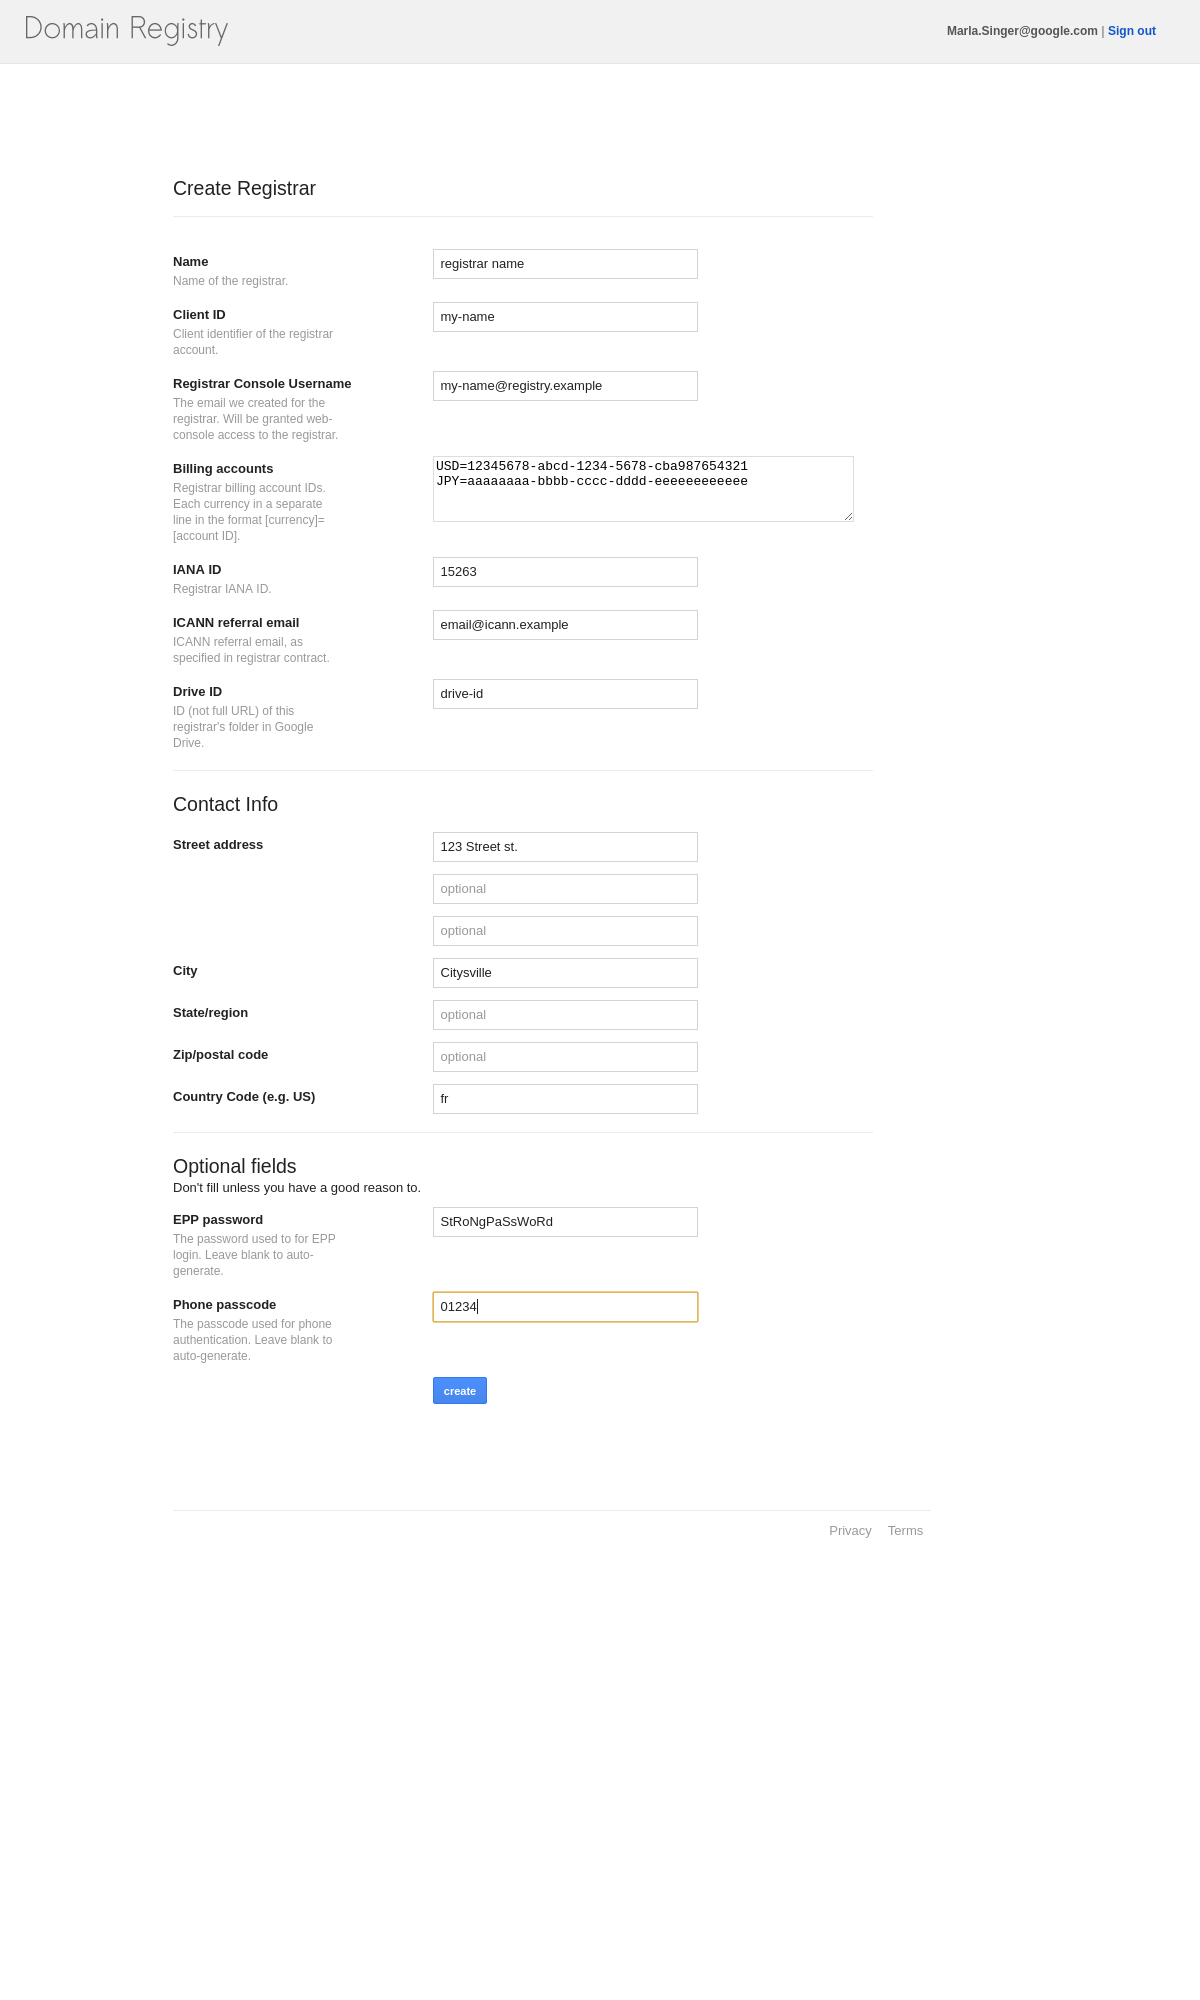 Domain Registry
Marla.Singer@google.com | Sign out
Create Registrar
Name
registrar name
Name of the registrar.
Client ID
my-name
Client identifier of the registrar
account.
Registrar Console Username
my-name@registry.example
The email we created for the
registrar. Will be granted web-
console access to the registrar.
Billing accounts
USD=12345678-abcd-1234-5678-cba987654321
JPY=aaaaaaaa-bbbb-cccc-dddd-eeeeeeeeeeee
Registrar billing account IDs.
Each currency in a separate
line in the format [currency]=
[account ID].
IANA ID
15263
Registrar IANA ID.
ICANN referral email
email@icann.example
ICANN referral email, as
specified in registrar contract.
Drive ID
drive-id
ID (not full URL) of this
registrar's folder in Google
Drive.
Contact Info
Street address
123 Street st.
optional
optional
City
Citysville
State/region
optional
Zip/postal code
optional
Country Code (e.g. US)
fr
Optional fields
Don't fill unless you have a good reason to.
EPP password
StRoNgPaSsWoRd
The password used to for EPP
login. Leave blank to auto-
generate.
Phone passcode
01234
The passcode used for phone
authentication. Leave blank to
auto-generate.
create
Privacy Terms